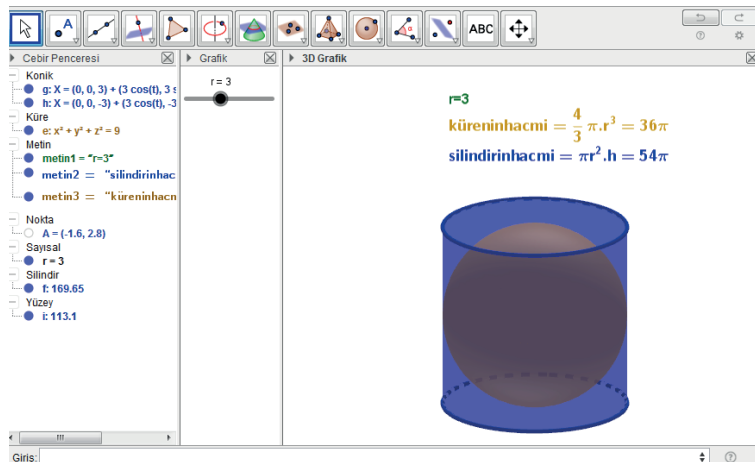 A
ABC
Cebir Penceresi
Grafik
3D Grafik
Konik
g: X = (0, 0, 3) + (3 cos(t), 3 s
h: X = (0, 0, -3) + (3 cos(t), -3
Küre
e: x² + y² + z² = 9
Metin
metin1 = "r=3"
metin2 = "silindirinhac
metin3 = "küreninhacn
Nokta
A = (-1.6, 2.8)
Sayısal
r = 3
Silindir
f: 169.65
Yüzey
i: 113.1
r = 3
r=3
küreninhacmi = 4/3 π.r³ = 36π
silindirinhacmi = πr².h = 54π
Giriş: